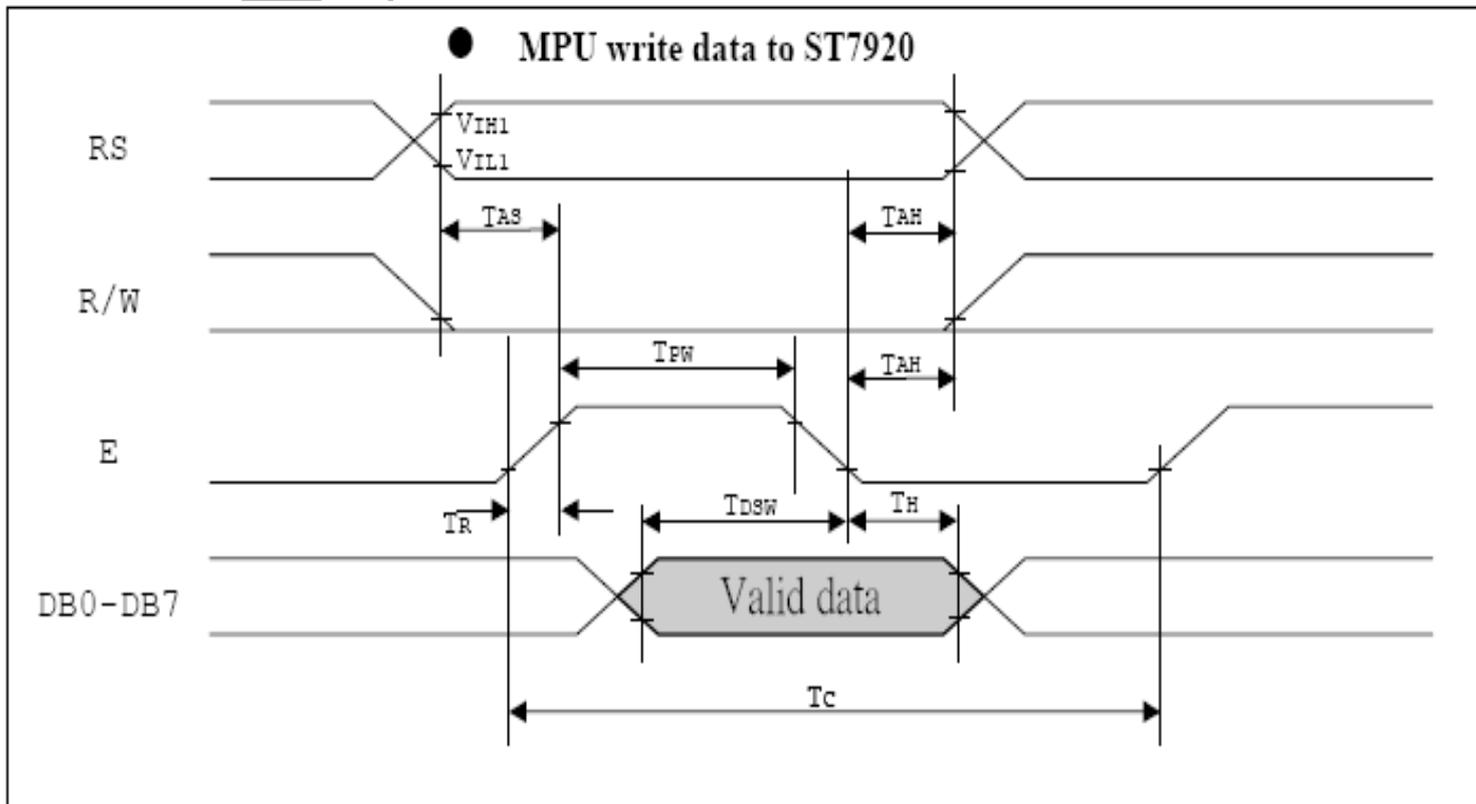 ● MPU write data to ST7920
RS
VIH1
VIL1
TAS
TAH
R/W
TPW
TAH
E
TR
TDSW
TH
DB0-DB7
Valid data
TC